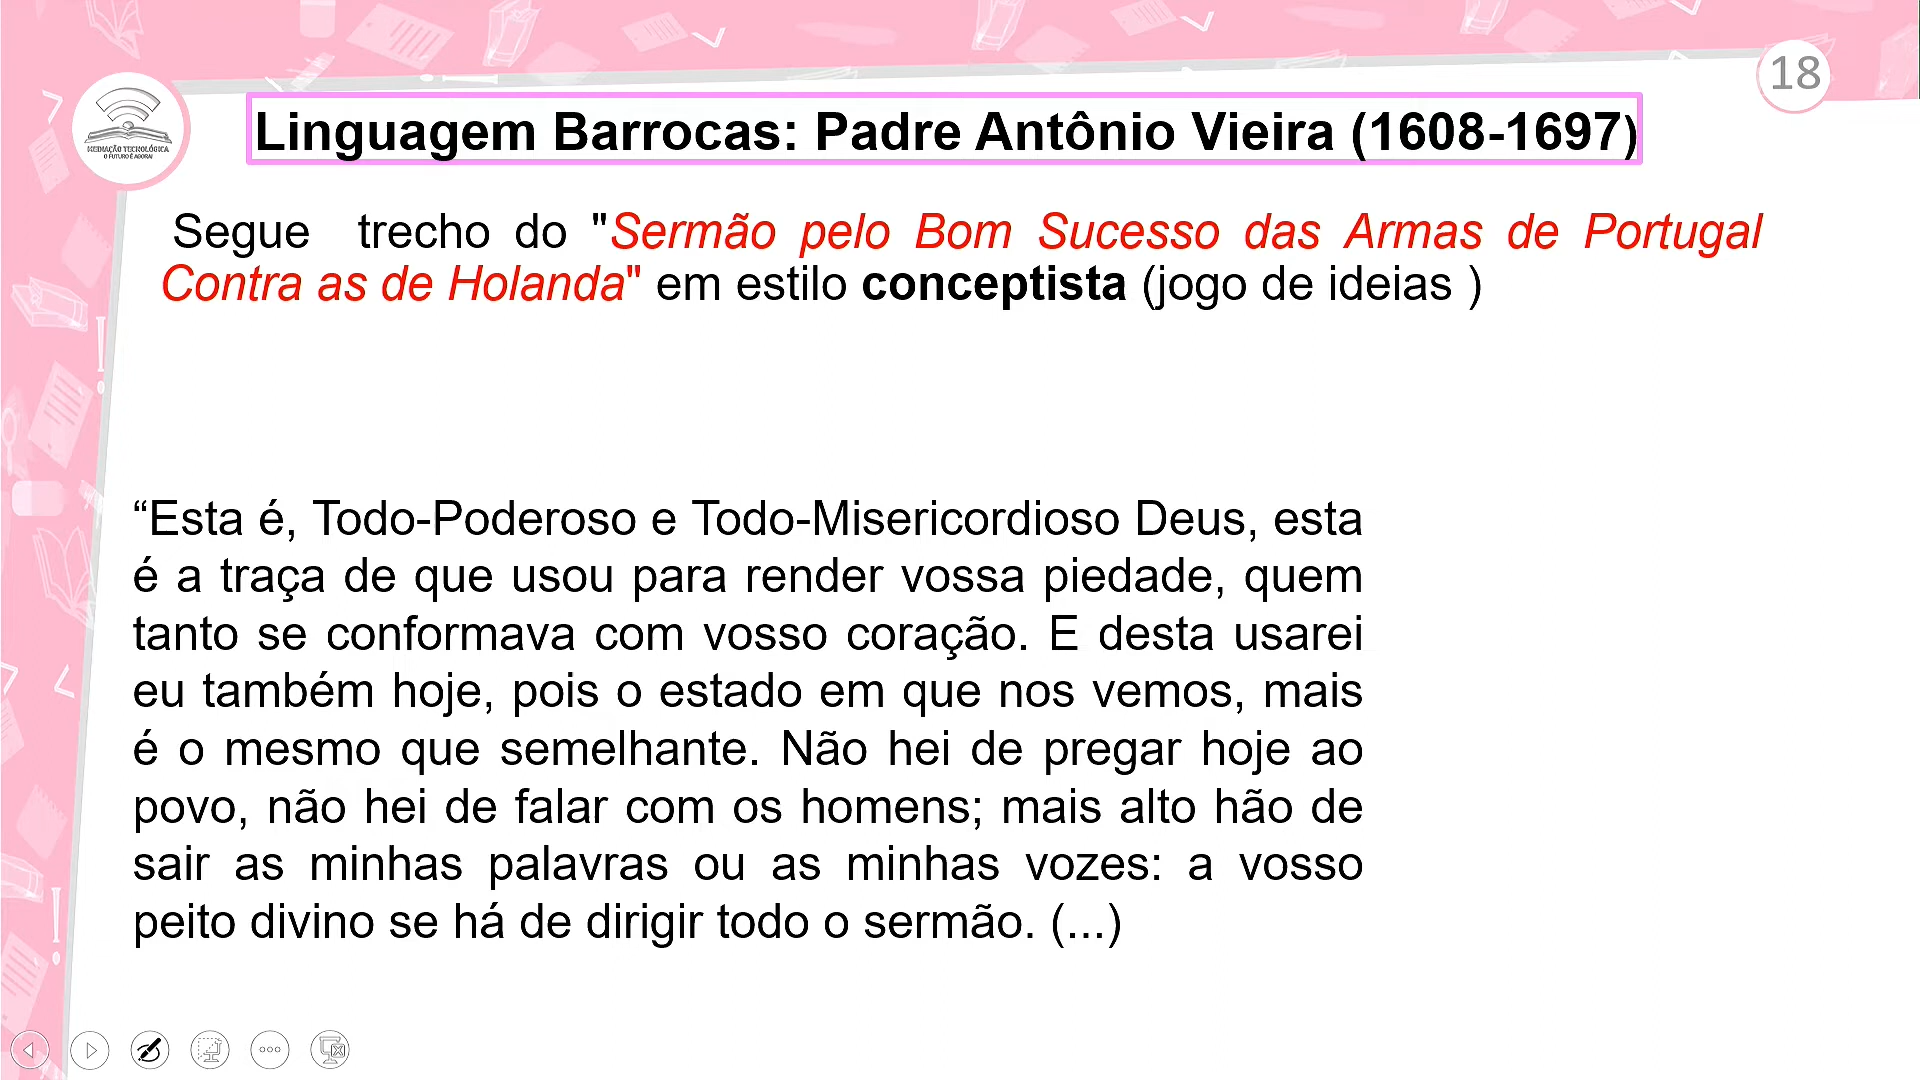 18
MEDIAÇÃO TECNOLÓGICA
O FUTURO É AGORA!
Linguagem Barrocas: Padre Antônio Vieira (1608-1697)
Segue trecho do "Sermão pelo Bom Sucesso das Armas de Portugal
Contra as de Holanda" em estilo conceptista (jogo de ideias )
“Esta é, Todo-Poderoso e Todo-Misericordioso Deus, esta
é a traça de que usou para render vossa piedade, quem
tanto se conformava com vosso coração. E desta usarei
eu também hoje, pois o estado em que nos vemos, mais
é o mesmo que semelhante. Não hei de pregar hoje ao
povo, não hei de falar com os homens; mais alto hão de
sair as minhas palavras ou as minhas vozes: a vosso
peito divino se há de dirigir todo o sermão. (...)